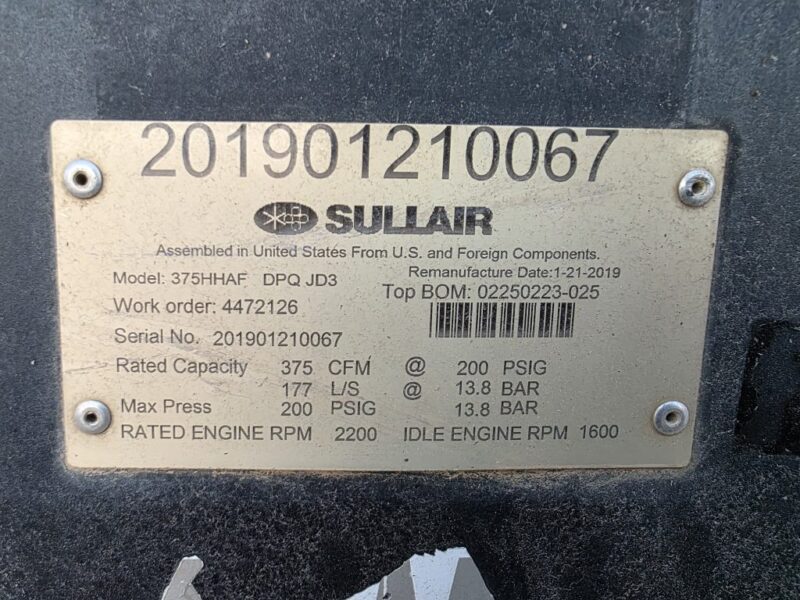 201901210067
SULLAIR
Assembled in United States From U.S. and Foreign Components.
Remanufacture Date:1-21-2019
Model: 375HHAF DPQ JD3
Top BOM: 02250223-025
Work order: 4472126
Serial No. 201901210067
Rated Capacity 375 CFM @ 200 PSIG
177 L/S @ 13.8 BAR
Max Press 200 PSIG 13.8 BAR
RATED ENGINE RPM 2200 IDLE ENGINE RPM 1600